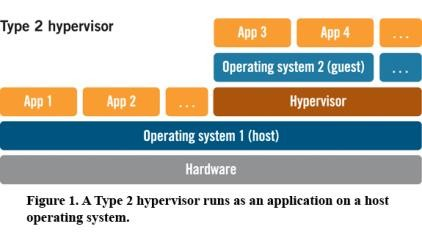 Type 2 hypervisor
App 3 App 4 ...
Operating system 2 (guest) ...
App 1 App 2 ... Hypervisor
Operating system 1 (host)
Hardware
Figure 1. A Type 2 hypervisor runs as an application on a host
operating system.